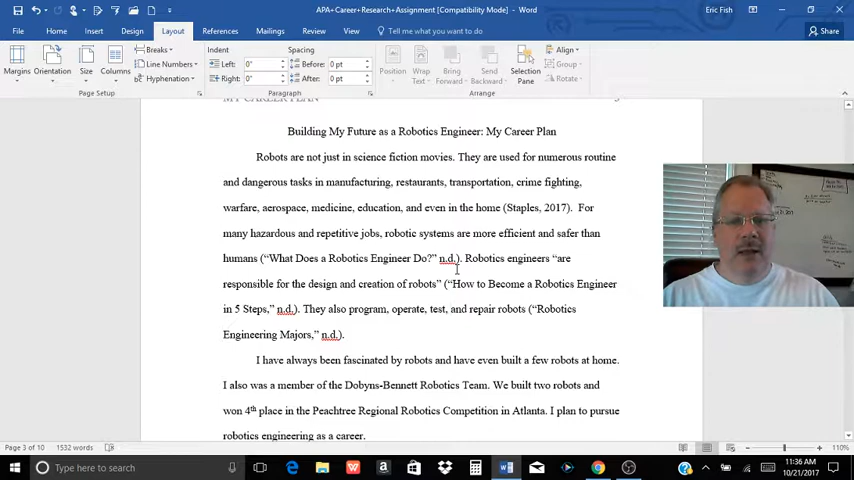 APA+Career+Research+Assignment [Compatibility Mode] - Word
Eric Fish
File Home Insert Design Layout References Mailings Review View Tell me what you want to do Share
Margins Orientation Size Columns
Breaks
Line Numbers
Hyphenation
Page Setup
Indent Spacing
Left: 0" Before: 0 pt
Right: 0" After: 0 pt
Paragraph
Position Wrap Text Bring Forward Send Backward Selection Pane
Align
Group
Rotate
Arrange
MY CAREER PLAN 3
Building My Future as a Robotics Engineer: My Career Plan
Robots are not just in science fiction movies. They are used for numerous routine
and dangerous tasks in manufacturing, restaurants, transportation, crime fighting,
warfare, aerospace, medicine, education, and even in the home (Staples, 2017). For
many hazardous and repetitive jobs, robotic systems are more efficient and safer than
humans (“What Does a Robotics Engineer Do?” n.d.). Robotics engineers “are
responsible for the design and creation of robots” (“How to Become a Robotics Engineer
in 5 Steps,” n.d.). They also program, operate, test, and repair robots (“Robotics
Engineering Majors,” n.d.).
I have always been fascinated by robots and have even built a few robots at home.
I also was a member of the Dobyns-Bennett Robotics Team. We built two robots and
won 4th place in the Peachtree Regional Robotics Competition in Atlanta. I plan to pursue
robotics engineering as a career.
Page 3 of 10 1532 words 110%
Type here to search
11:36 AM
10/21/2017